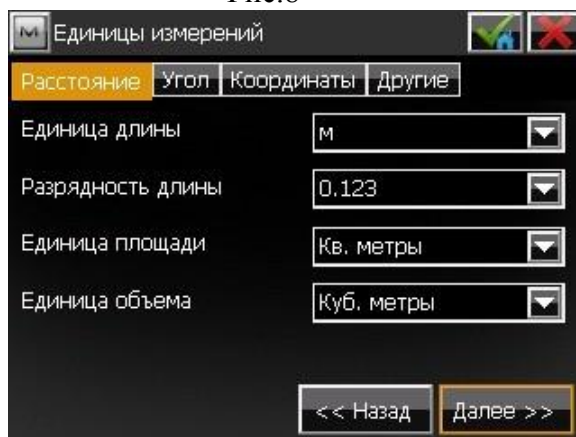 Единицы измерений
Расстояние Угол Координаты Другие
Единица длины м
Разрядность длины 0.123
Единица площади Кв. метры
Единица объема Куб. метры
<< Назад Далее >>